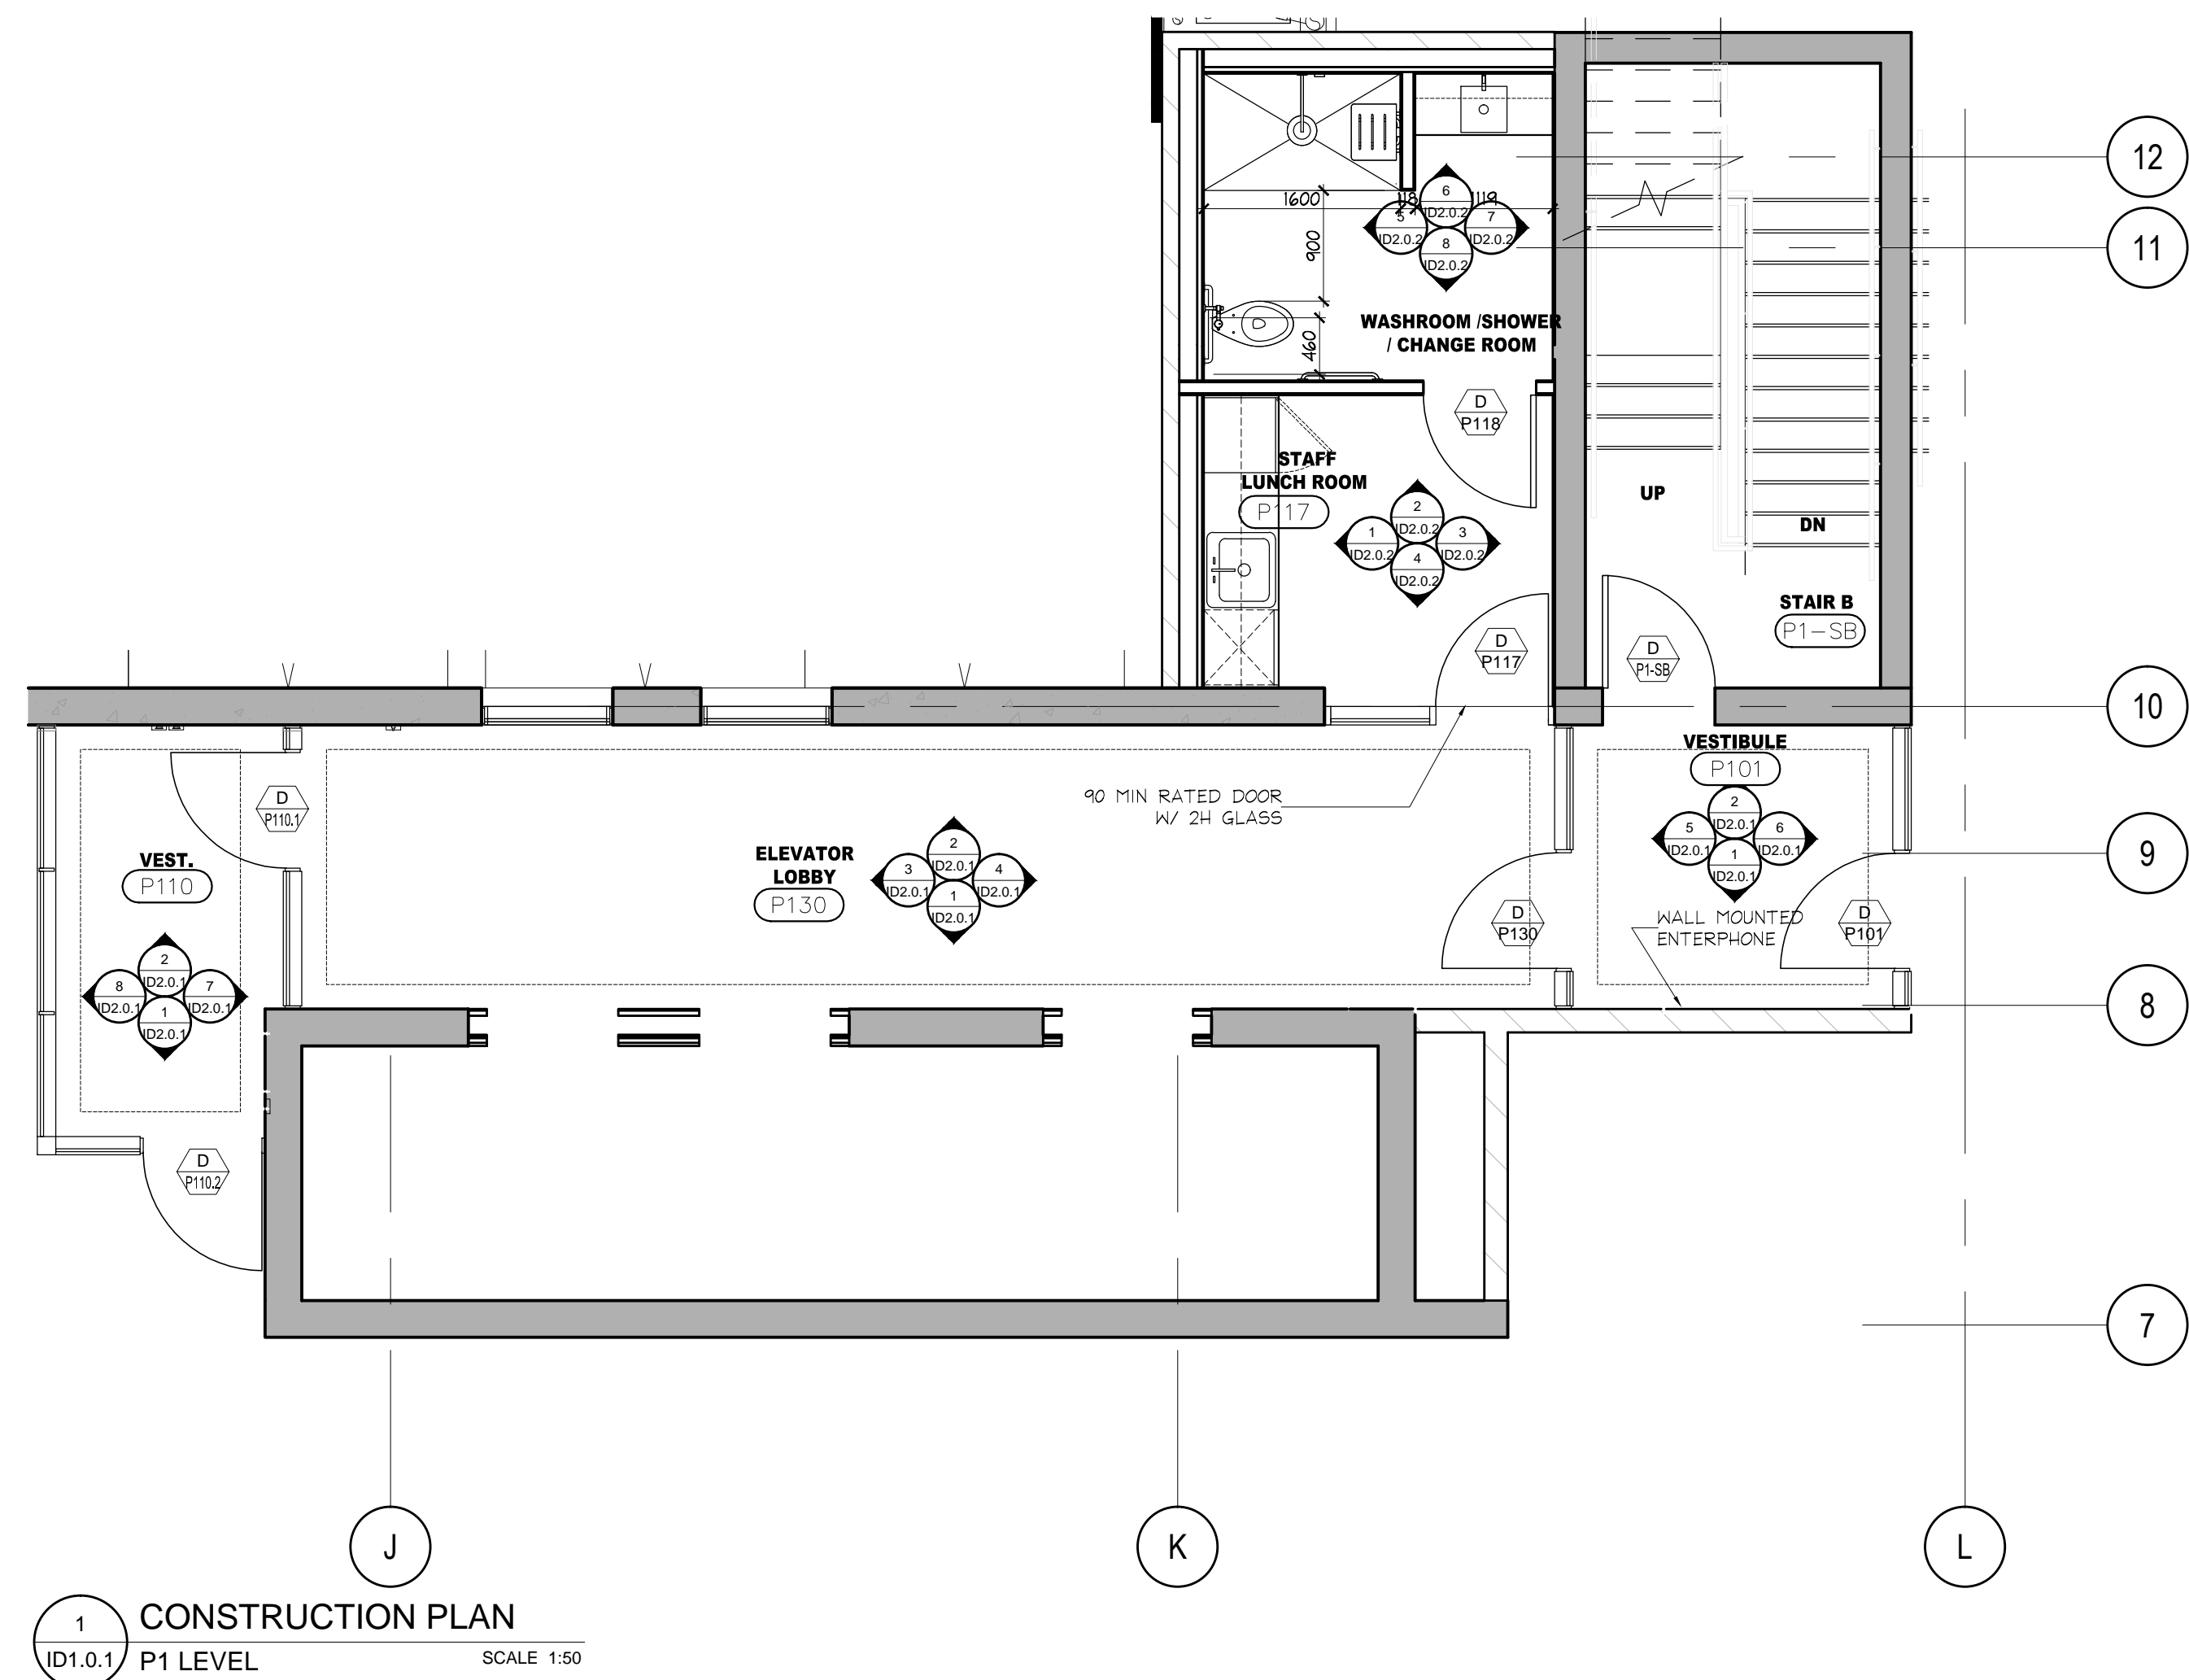 12
11
1600
118
1119
6
ID2.0.2
5
ID2.0.2
7
ID2.0.2
8
ID2.0.2
900
460
WASHROOM /SHOWER
/ CHANGE ROOM
D
P118
STAFF
LUNCH ROOM
P117
2
ID2.0.2
1
ID2.0.2
3
ID2.0.2
4
ID2.0.2
UP
DN
STAIR B
P1-SB
D
P117
D
P1-SB
10
VESTIBULE
P101
2
ID2.0.1
5
ID2.0.1
6
ID2.0.1
1
ID2.0.1
90 MIN RATED DOOR
W/ 2H GLASS
D
P110.1
VEST.
P110
ELEVATOR
LOBBY
P130
2
ID2.0.1
3
ID2.0.1
4
ID2.0.1
1
ID2.0.1
9
D
P130
WALL MOUNTED
ENTERPHONE
D
P101
2
ID2.0.1
8
ID2.0.1
7
ID2.0.1
1
ID2.0.1
8
D
P110.2
7
J
K
L
1
ID1.0.1
CONSTRUCTION PLAN
P1 LEVEL
SCALE 1:50